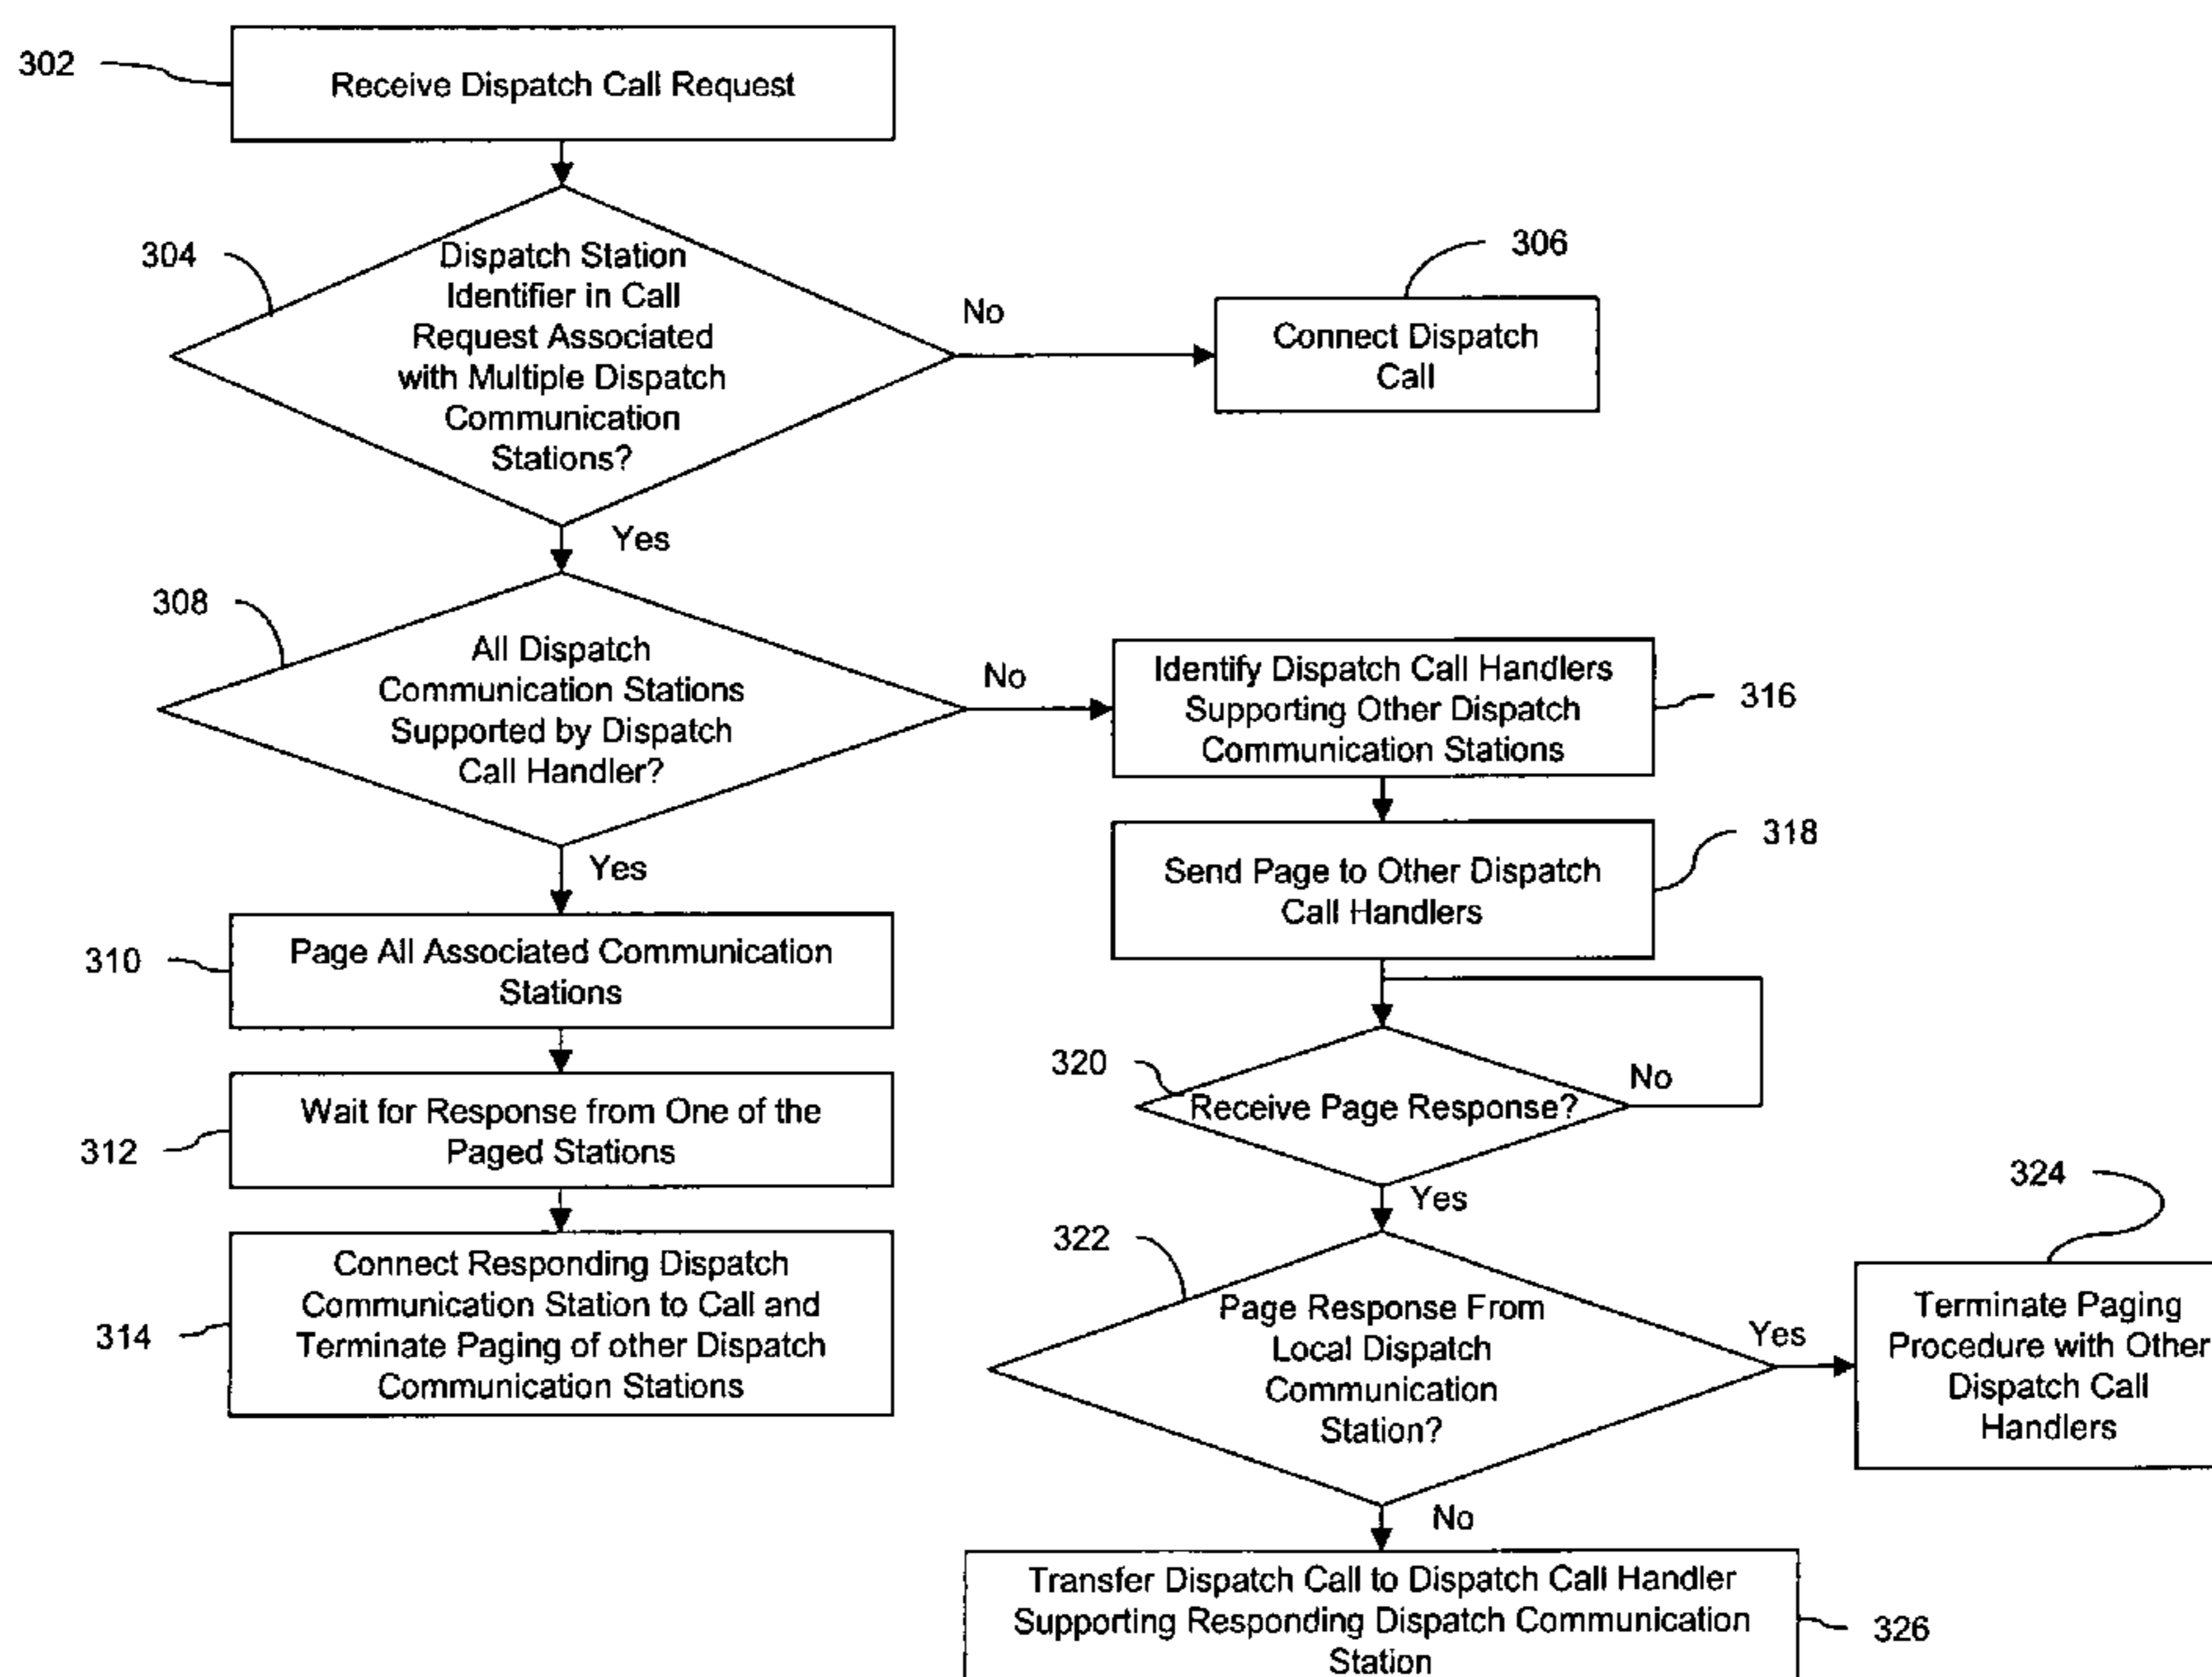 302
Receive Dispatch Call Request
304
Dispatch Station
Identifier in Call
Request Associated
with Multiple Dispatch
Communication
Stations?
No
306
Connect Dispatch
Call
Yes
308
All Dispatch
Communication Stations
Supported by Dispatch
Call Handler?
No
Identify Dispatch Call Handlers
Supporting Other Dispatch
Communication Stations
316
Send Page to Other Dispatch
Call Handlers
318
Yes
310
Page All Associated Communication
Stations
312
Wait for Response from One of the
Paged Stations
314
Connect Responding Dispatch
Communication Station to Call and
Terminate Paging of other Dispatch
Communication Stations
320
Receive Page Response?
No
Yes
322
Page Response From
Local Dispatch
Communication
Station?
Yes
324
Terminate Paging
Procedure with Other
Dispatch Call
Handlers
No
Transfer Dispatch Call to Dispatch Call Handler
Supporting Responding Dispatch Communication
Station
326